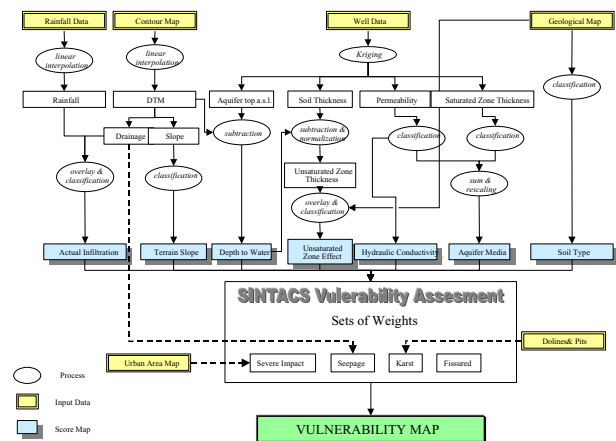 Rainfall Data
Contour Map
Well Data
Geological Map
linear
interpolation
linear
interpolation
Kriging
classification
Rainfall
DTM
Aquifer top a.s.l.
Soil Thickness
Permeability
Saturated Zone Thickness
Drainage
Slope
subtraction
subtraction &
normalization
classification
classification
overlay &
classification
classification
Unsaturated Zone
Thickness
sum &
rescaling
overlay &
classification
Actual Infiltration
Terrain Slope
Depth to Water
Unsaturated
Zone Effect
Hydraulic Conductivity
Aquifer Media
Soil Type
SINTACS Vulerability Assesment
Sets of Weights
Dolines& Pits
Urban Area Map
Severe Impact
Seepage
Karst
Fissured
Process
Input Data
Score Map
VULNERABILITY MAP